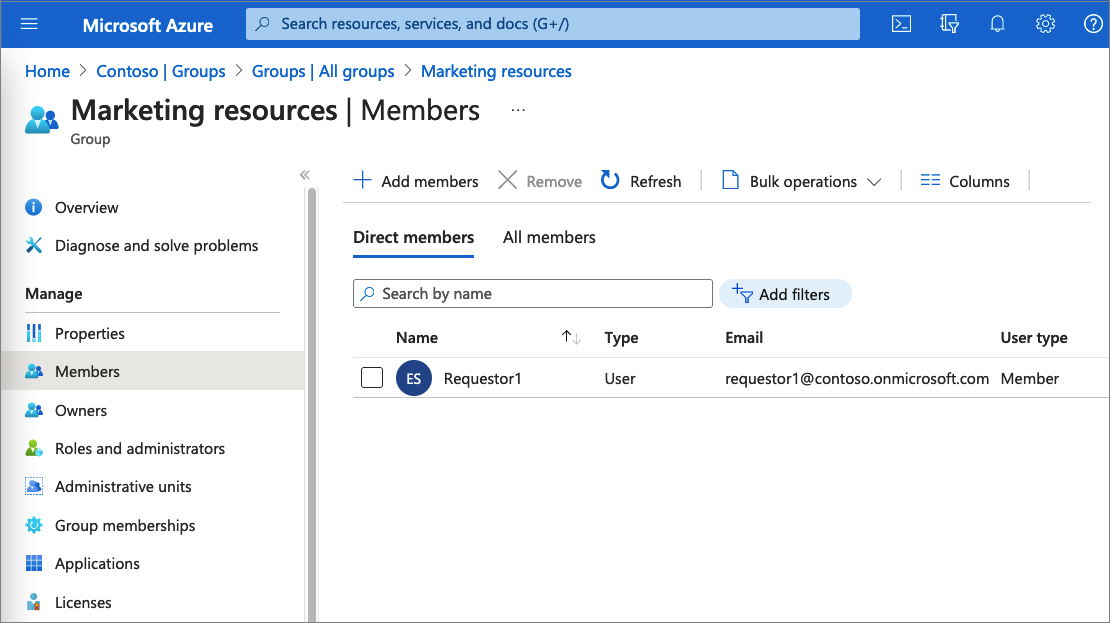 Microsoft Azure
Search resources, services, and docs (G+/)
Home > Contoso | Groups > Groups | All groups > Marketing resources
Marketing resources | Members ...
Group
Overview
Diagnose and solve problems
Manage
Properties
Members
Owners
Roles and administrators
Administrative units
Group memberships
Applications
Licenses
Add members Remove Refresh Bulk operations Columns
Direct members All members
Search by name Add filters
Name Type Email User type
ES Requestor1 User requestor1@contoso.onmicrosoft.com Member